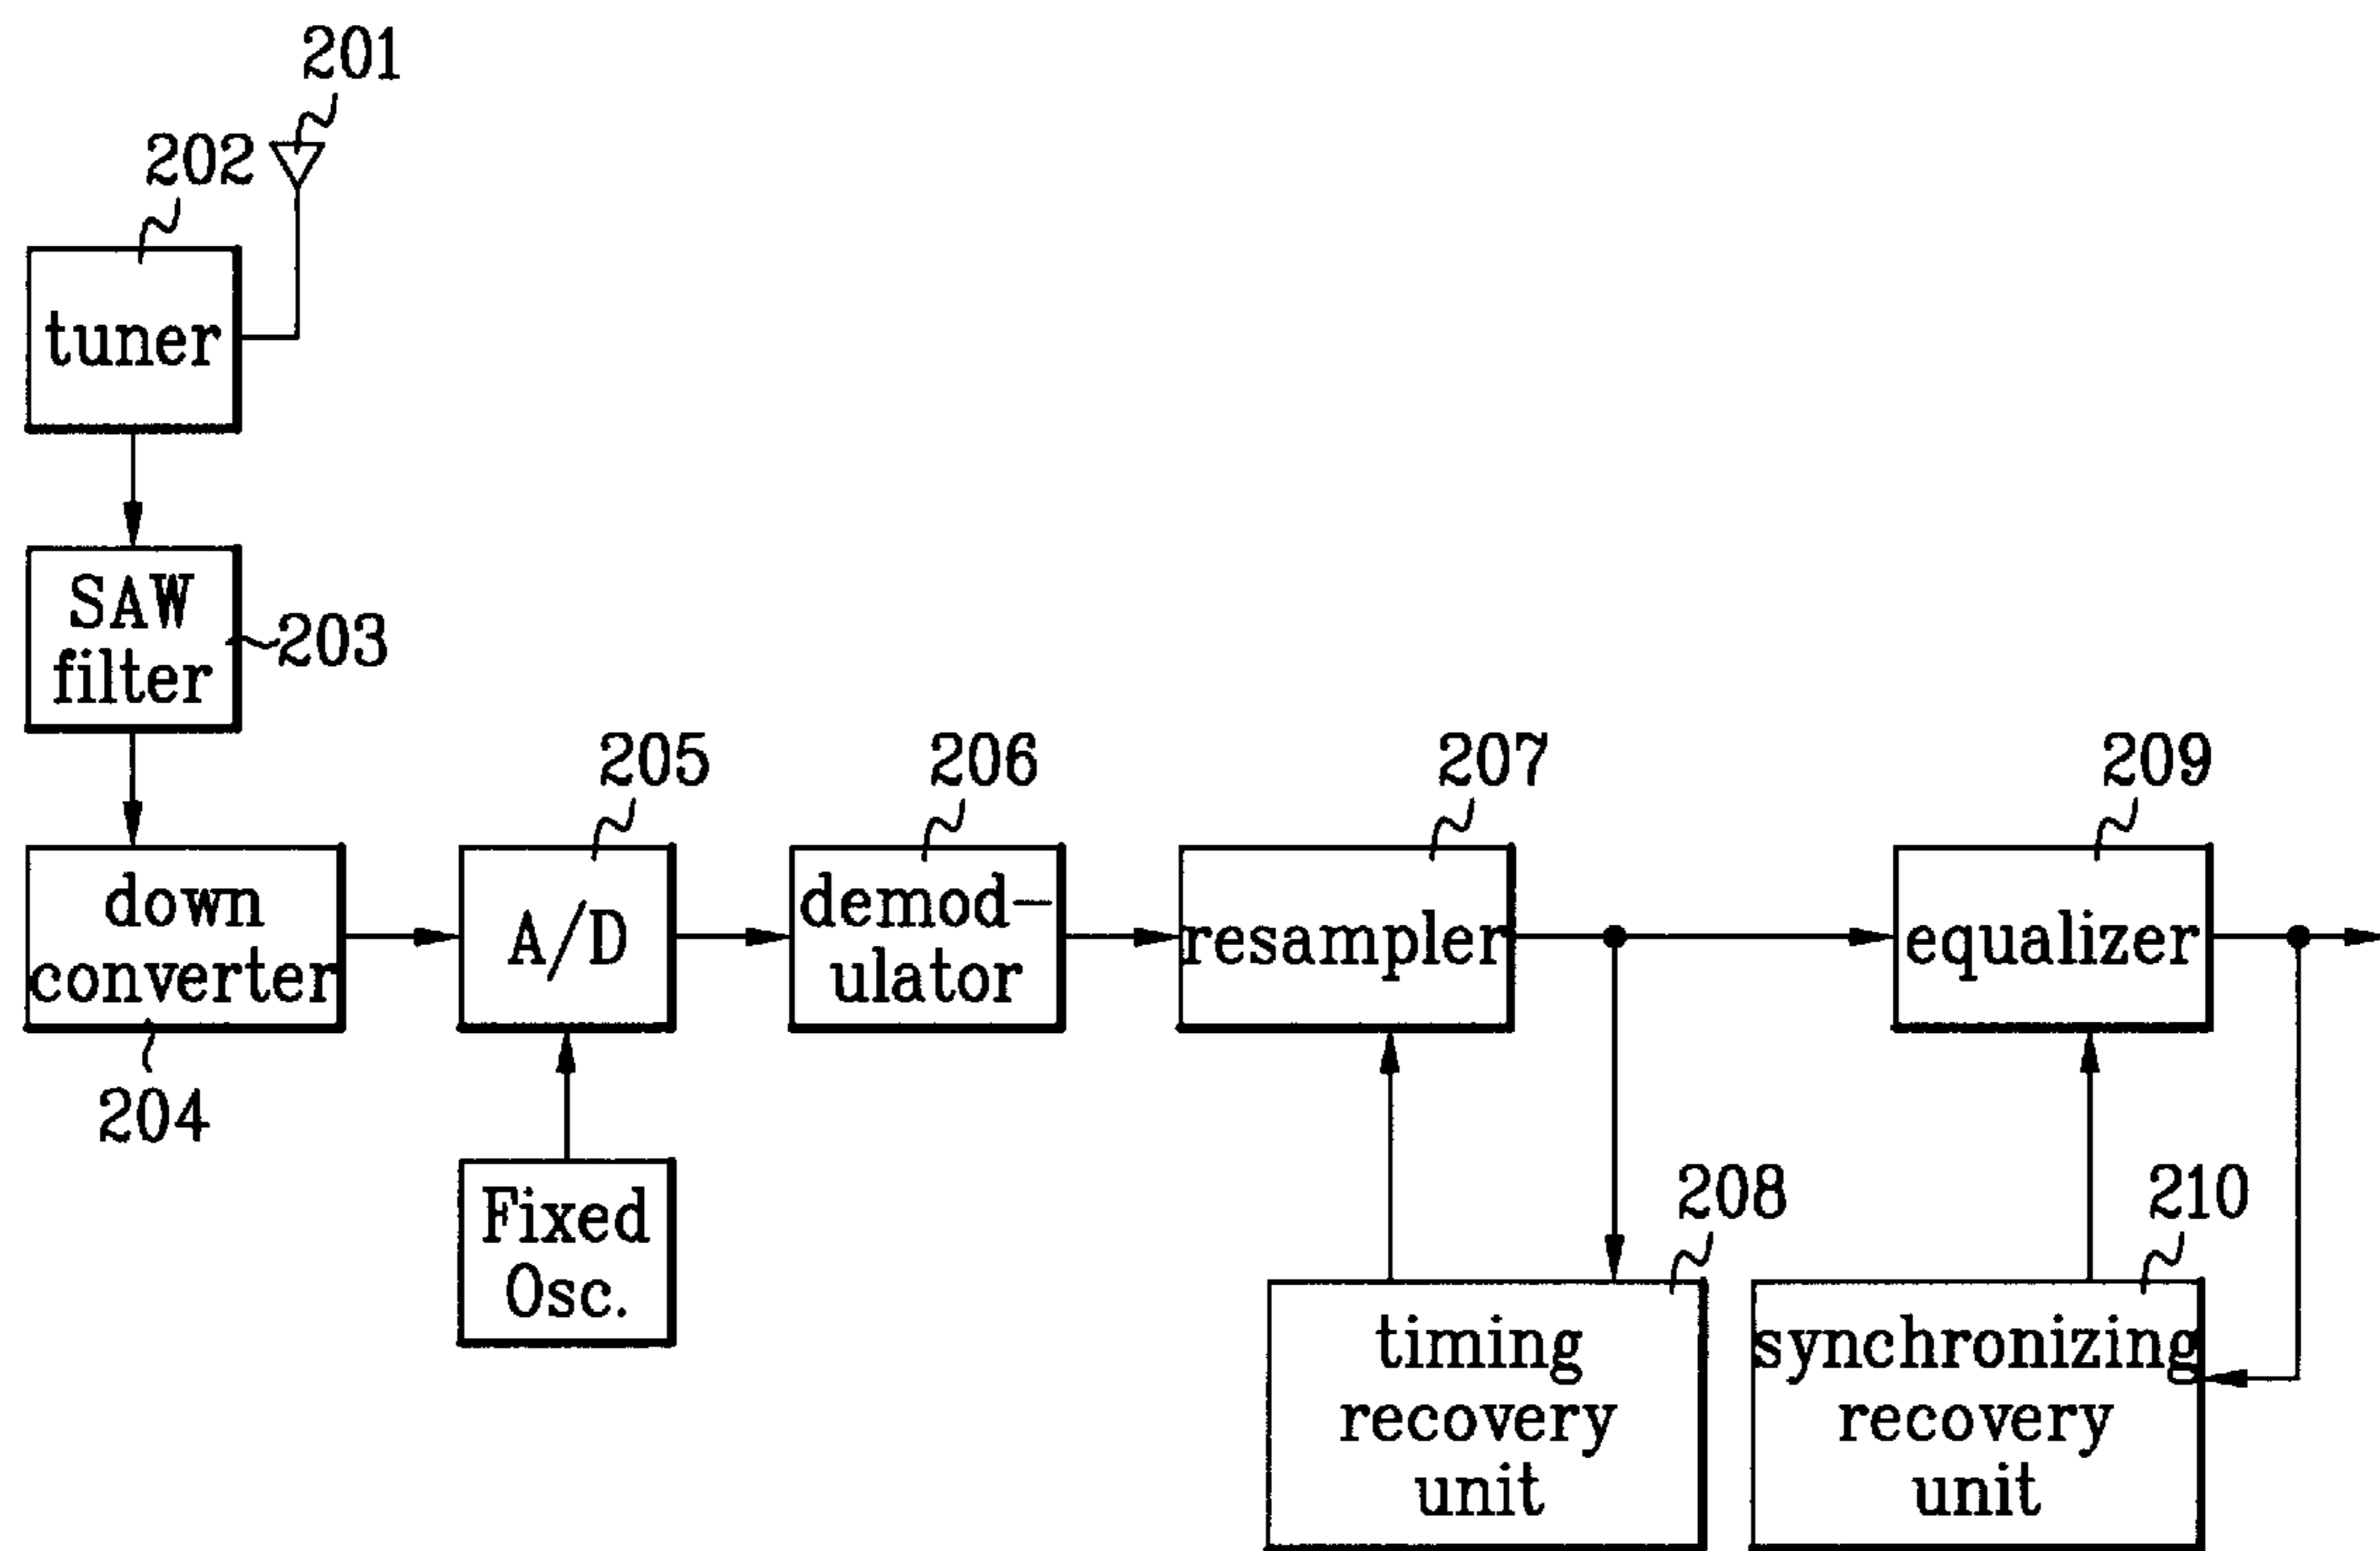 201
202
tuner
SAW
filter
203
205
206
207
209
down
converter
A/D
demod-
ulator
resampler
equalizer
204
Fixed
Osc.
208
210
timing
recovery
unit
synchronizing
recovery
unit